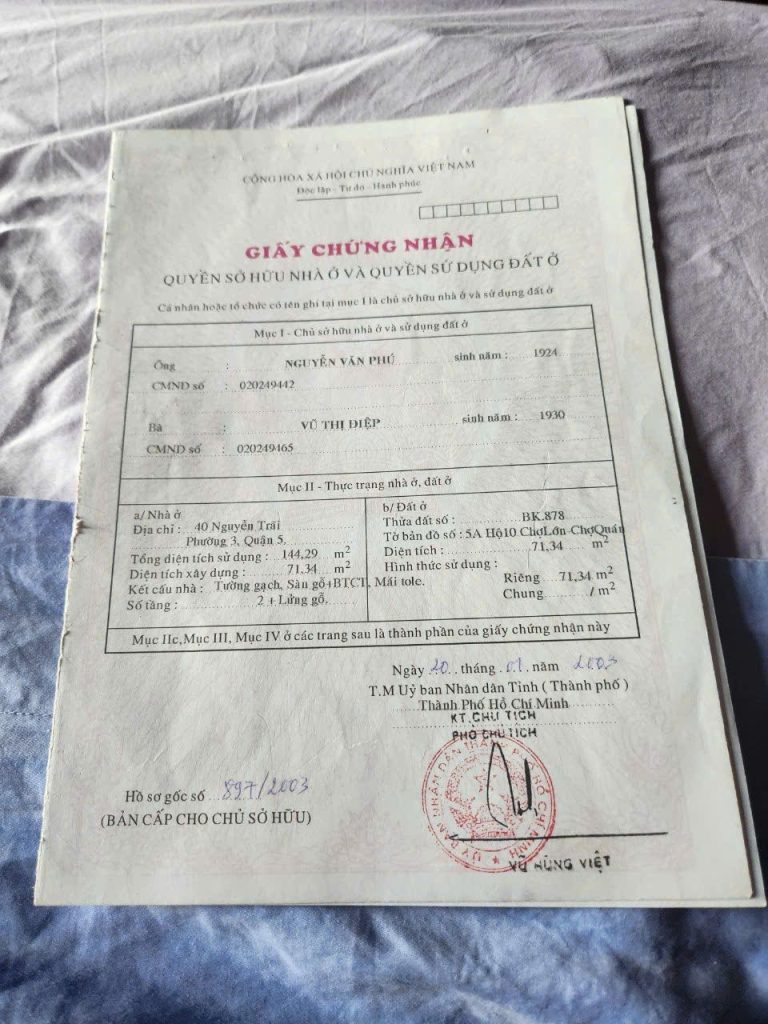 CỘNG HÒA XÃ HỘI CHỦ NGHĨA VIỆT NAM
Độc lập - Tự do - Hạnh phúc
GIẤY CHỨNG NHẬN
QUYỀN SỞ HỮU NHÀ Ở VÀ QUYỀN SỬ DỤNG ĐẤT Ở
Cá nhân hoặc tổ chức có tên ghi tại mục I là chủ sở hữu nhà ở và sử dụng đất ở
Mục I - Chủ sở hữu nhà ở và sử dụng đất ở
Ông : NGUYỄN VĂN PHÚ sinh năm : 1924
CMND số : 020249442
Bà : VŨ THỊ DIỆP sinh năm : 1930
CMND số : 020249465
Mục II - Thực trạng nhà ở, đất ở
a/ Nhà ở
Địa chỉ : 40 Nguyễn Trãi
Phường 3, Quận 5.
Tổng diện tích sử dụng : 144,29 m2
Diện tích xây dựng : 71,34 m2
Kết cấu nhà : Tường gạch, Sàn gỗ+BTCT, Mái tole.
Số tầng : 2 + Lửng gỗ.
b/ Đất ở
Thửa đất số : BK.878
Tờ bản đồ số : 5A Hộ10 ChợLớn-ChợQuán
Diện tích : 71,34 m2
Hình thức sử dụng :
Riêng 71,34 m2
Chung / m2
Mục IIc,Mục III, Mục IV ở các trang sau là thành phần của giấy chứng nhận này
Ngày 20 tháng 01 năm 2003
T.M Uỷ ban Nhân dân Tỉnh ( Thành phố )
Thành Phố Hồ Chí Minh
KT.CHỦ TỊCH
PHÓ CHỦ TỊCH
ỦY BAN NHÂN DÂN THÀNH PHỐ HỒ CHÍ MINH
VŨ HÙNG VIỆT
Hồ sơ gốc số 897/2003
(BẢN CẤP CHO CHỦ SỞ HỮU)